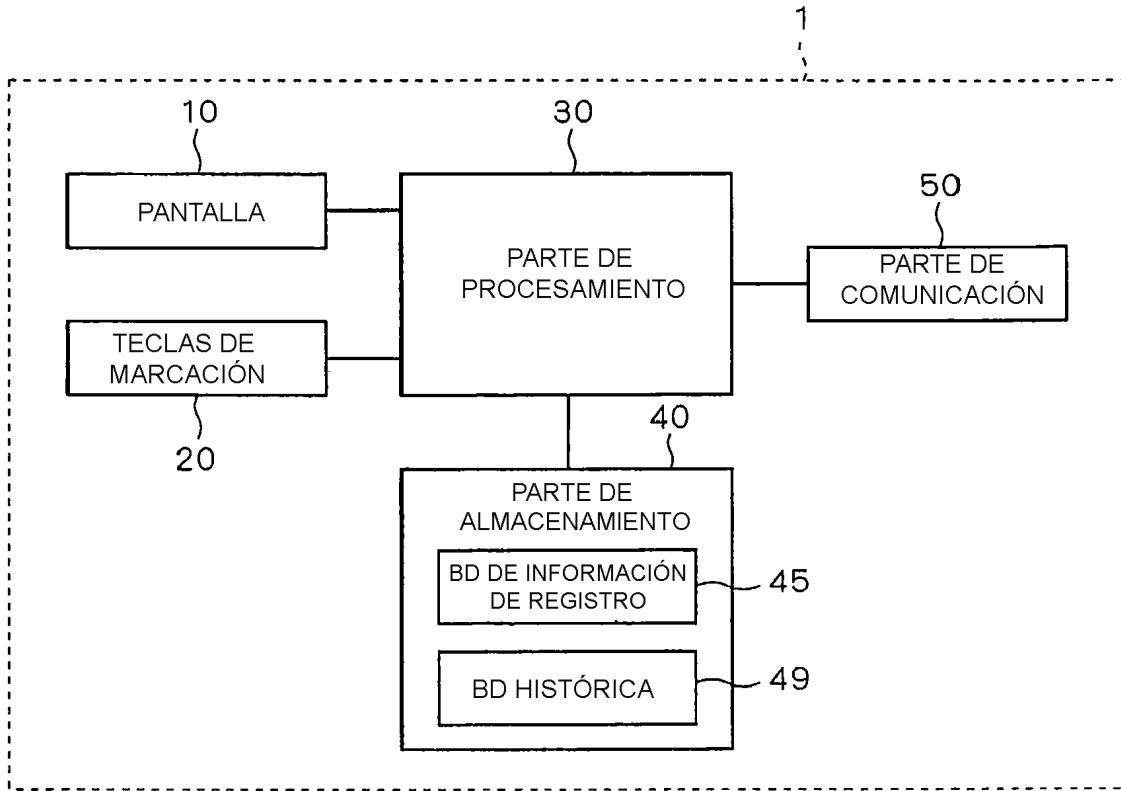 1
10
30
PANTALLA
50
PARTE DE
PROCESAMIENTO
PARTE DE
COMUNICACIÓN
TECLAS DE
MARCACIÓN
20
40
PARTE DE
ALMACENAMIENTO
BD DE INFORMACIÓN
DE REGISTRO
45
BD HISTÓRICA
49